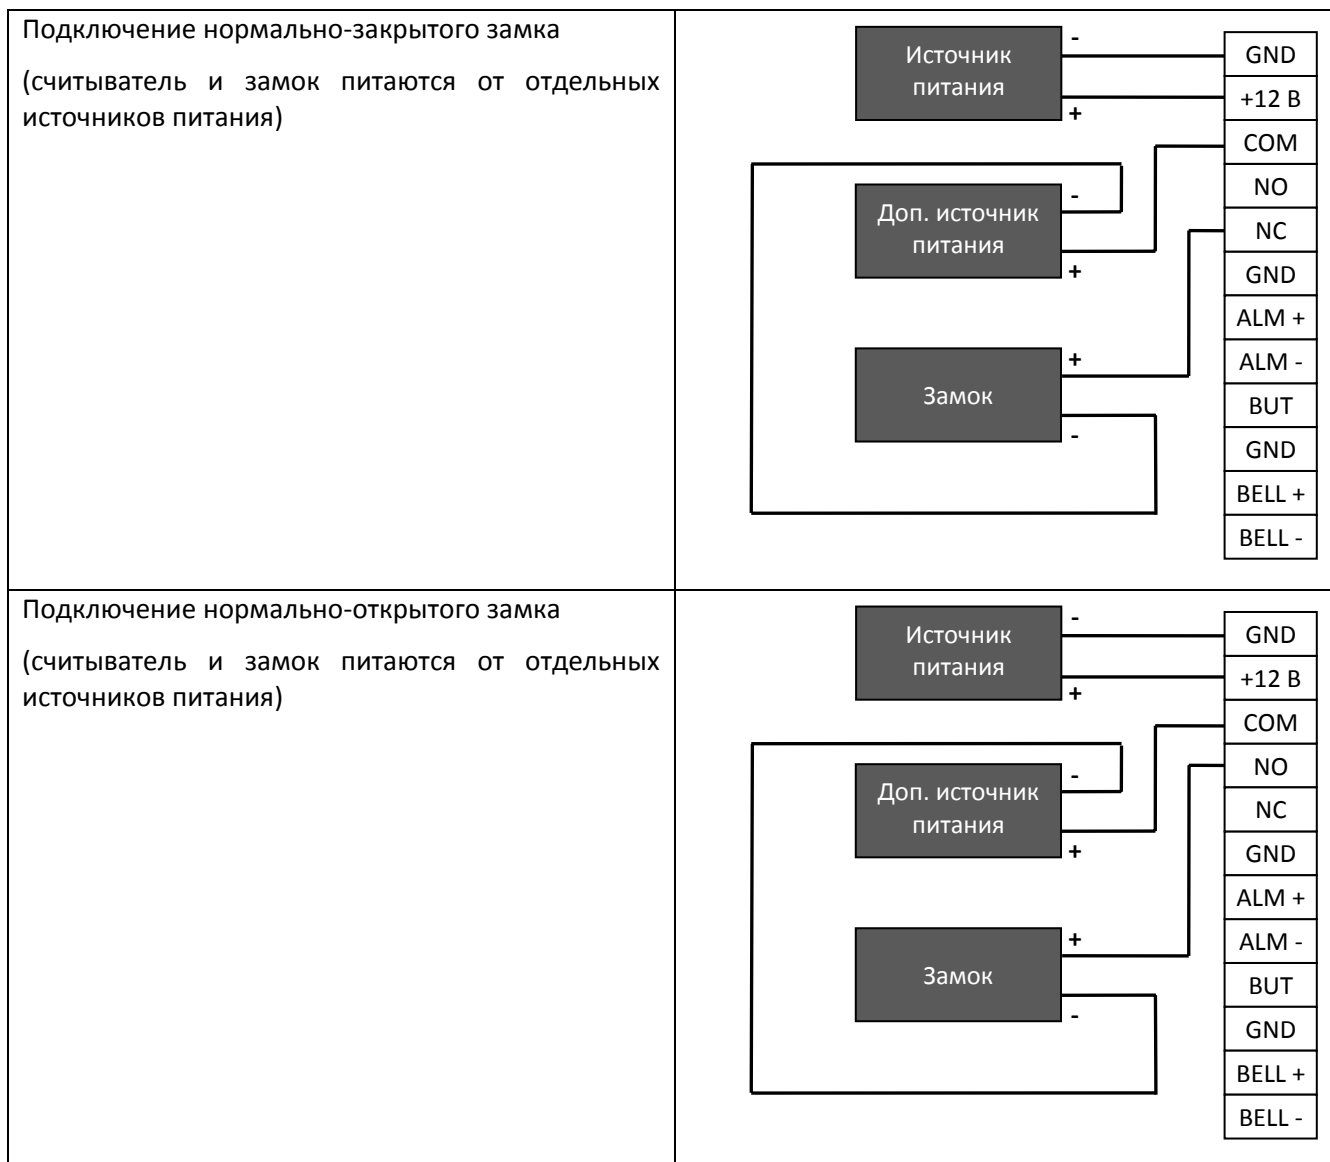 Подключение нормально-закрытого замка
(считыватель и замок питаются от отдельных
источников питания)
-
Источник
питания
+
GND
+12 В
COM
NO
NC
GND
ALM +
ALM -
BUT
GND
BELL +
BELL -
-
Доп. источник
питания
+
+
Замок
-
Подключение нормально-открытого замка
(считыватель и замок питаются от отдельных
источников питания)
-
Источник
питания
+
GND
+12 В
COM
NO
NC
GND
ALM +
ALM -
BUT
GND
BELL +
BELL -
-
Доп. источник
питания
+
+
Замок
-